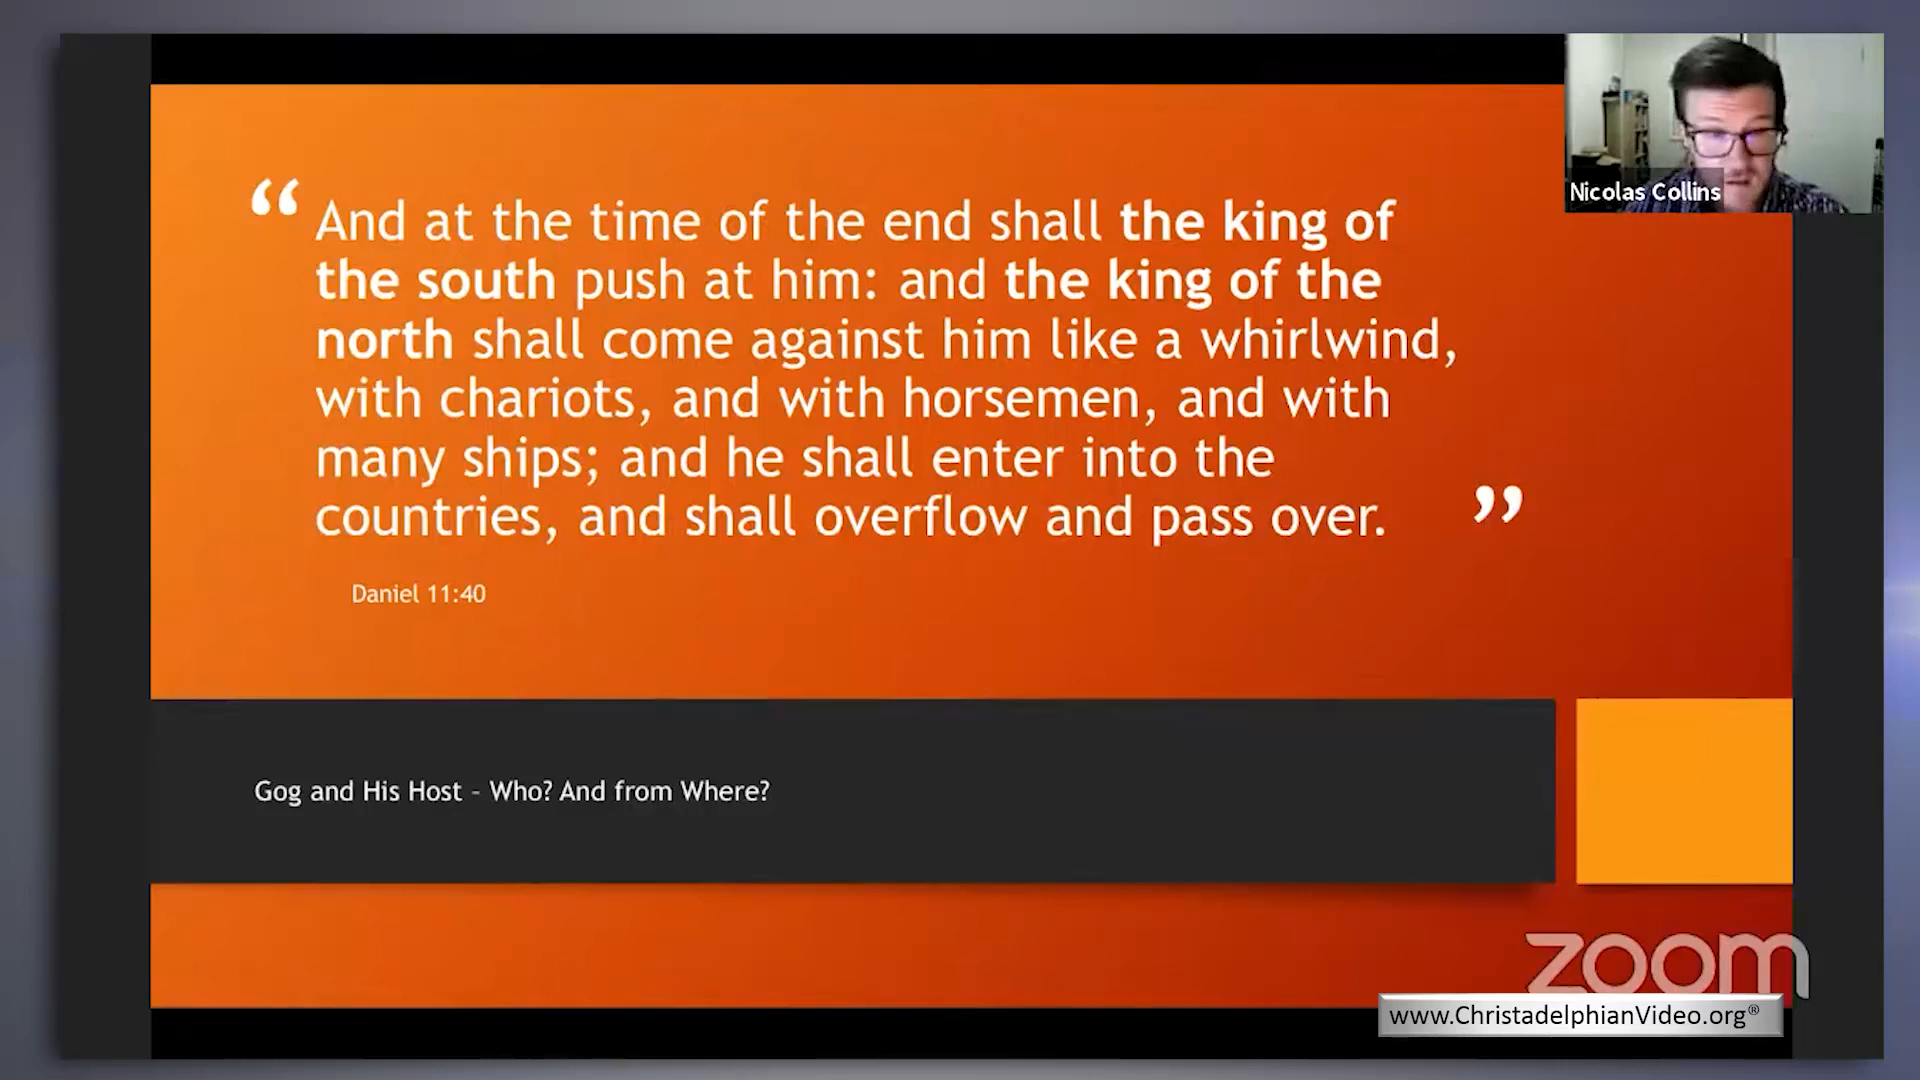 Nicolas Collins
“ And at the time of the end shall the king of
the south push at him: and the king of the
north shall come against him like a whirlwind,
with chariots, and with horsemen, and with
many ships; and he shall enter into the
countries, and shall overflow and pass over. ”
Daniel 11:40
Gog and His Host – Who? And from Where?
zoom
www.ChristadelphianVideo.org®